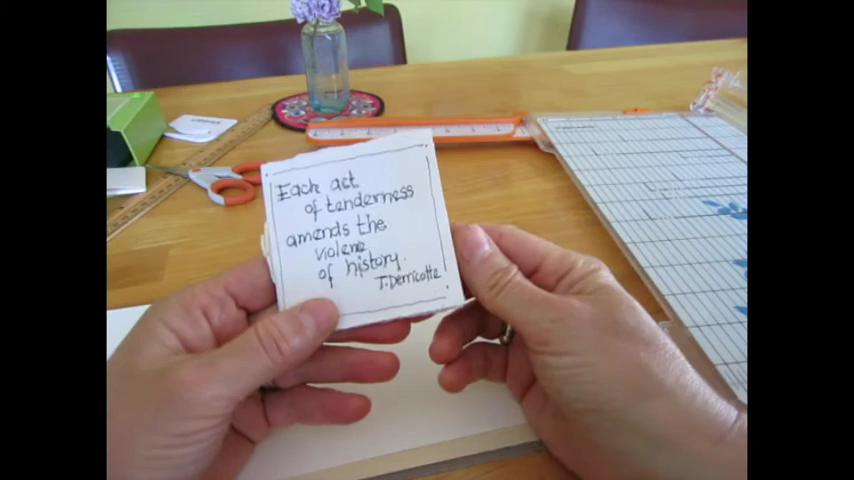 Each act
of tenderness
amends the
violence
of history.
T. Derricotte